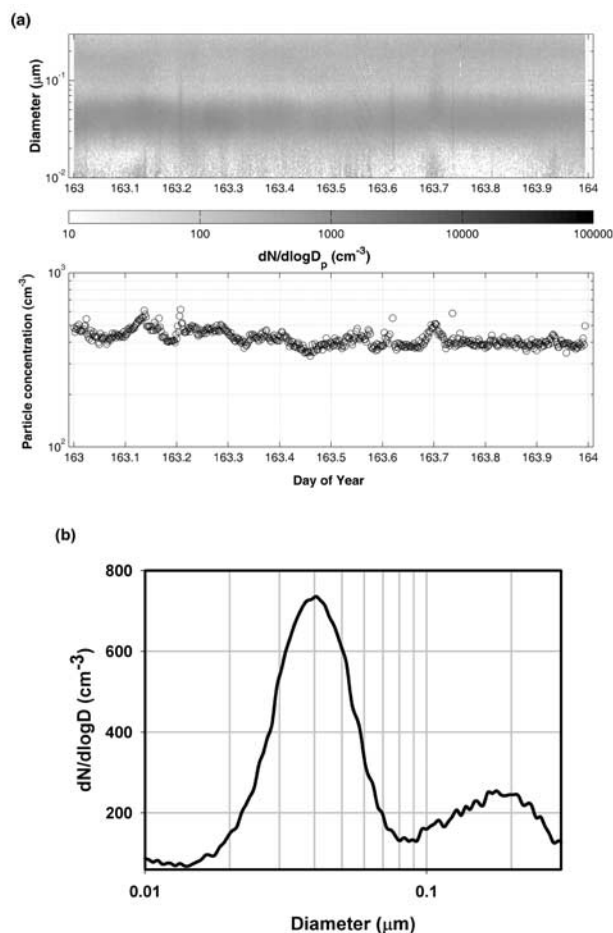 (a)
Diameter (μm)
10⁻¹
10⁻²
163 163.1 163.2 163.3 163.4 163.5 163.6 163.7 163.8 163.9 164
10 100 1000 10000 100000
dN/dlogDₚ (cm⁻³)
Particle concentration (cm⁻³)
10³
10²
163 163.1 163.2 163.3 163.4 163.5 163.6 163.7 163.8 163.9 164
Day of Year
(b)
dN/dlogD (cm⁻³)
800
600
400
200
0.01 0.1
Diameter (μm)